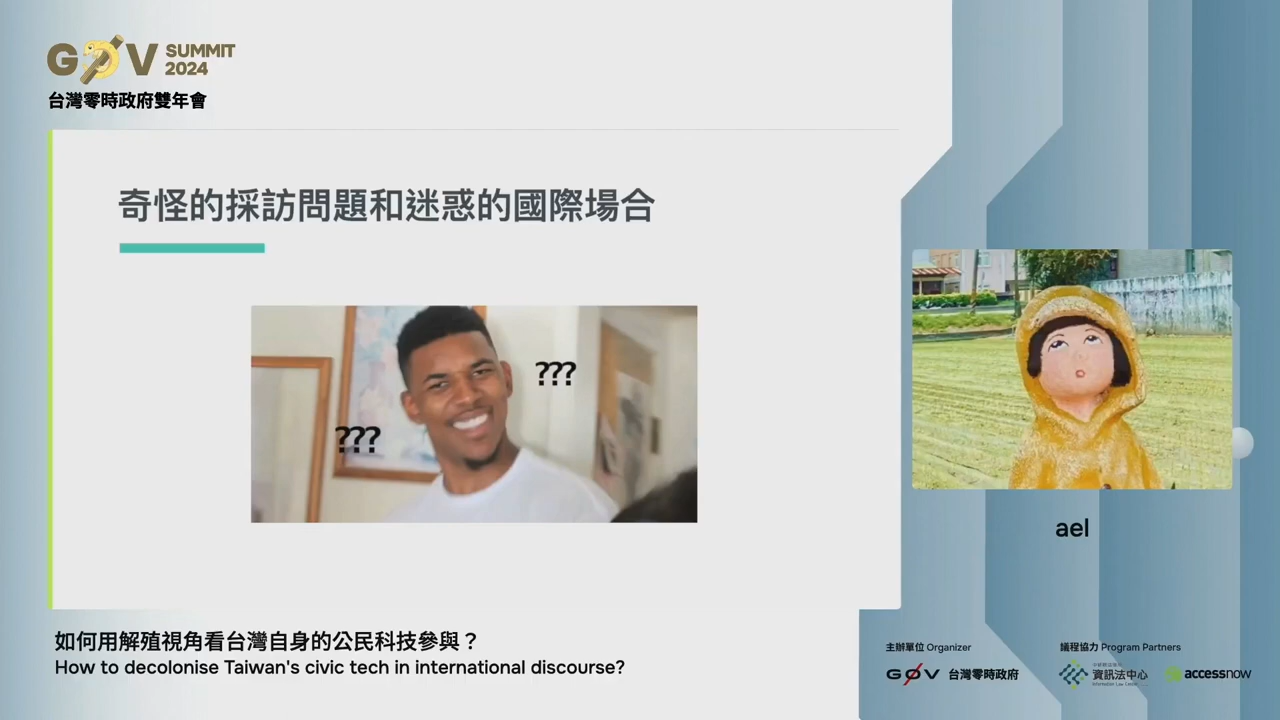 G0V SUMMIT 2024
台灣零時政府雙年會
奇怪的採訪問題和迷惑的國際場合
???
???
ael
如何用解殖視角看台灣自身的公民科技參與？
How to decolonise Taiwan's civic tech in international discourse?
主辦單位 Organizer
G0V 台灣零時政府
議程協力 Program Partners
資訊法中心
Information Law Center
accessnow